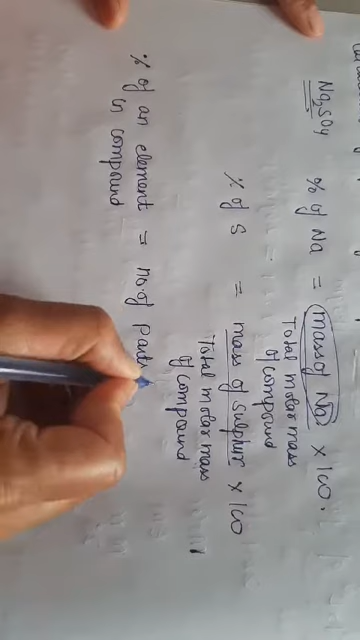 Na2SO4
% of Na = mass of Na × 100.
Total molar mass
of compound
% of S = mass of sulphur × 100
Total molar mass
of compound
% of an element = no. of parts
in compound